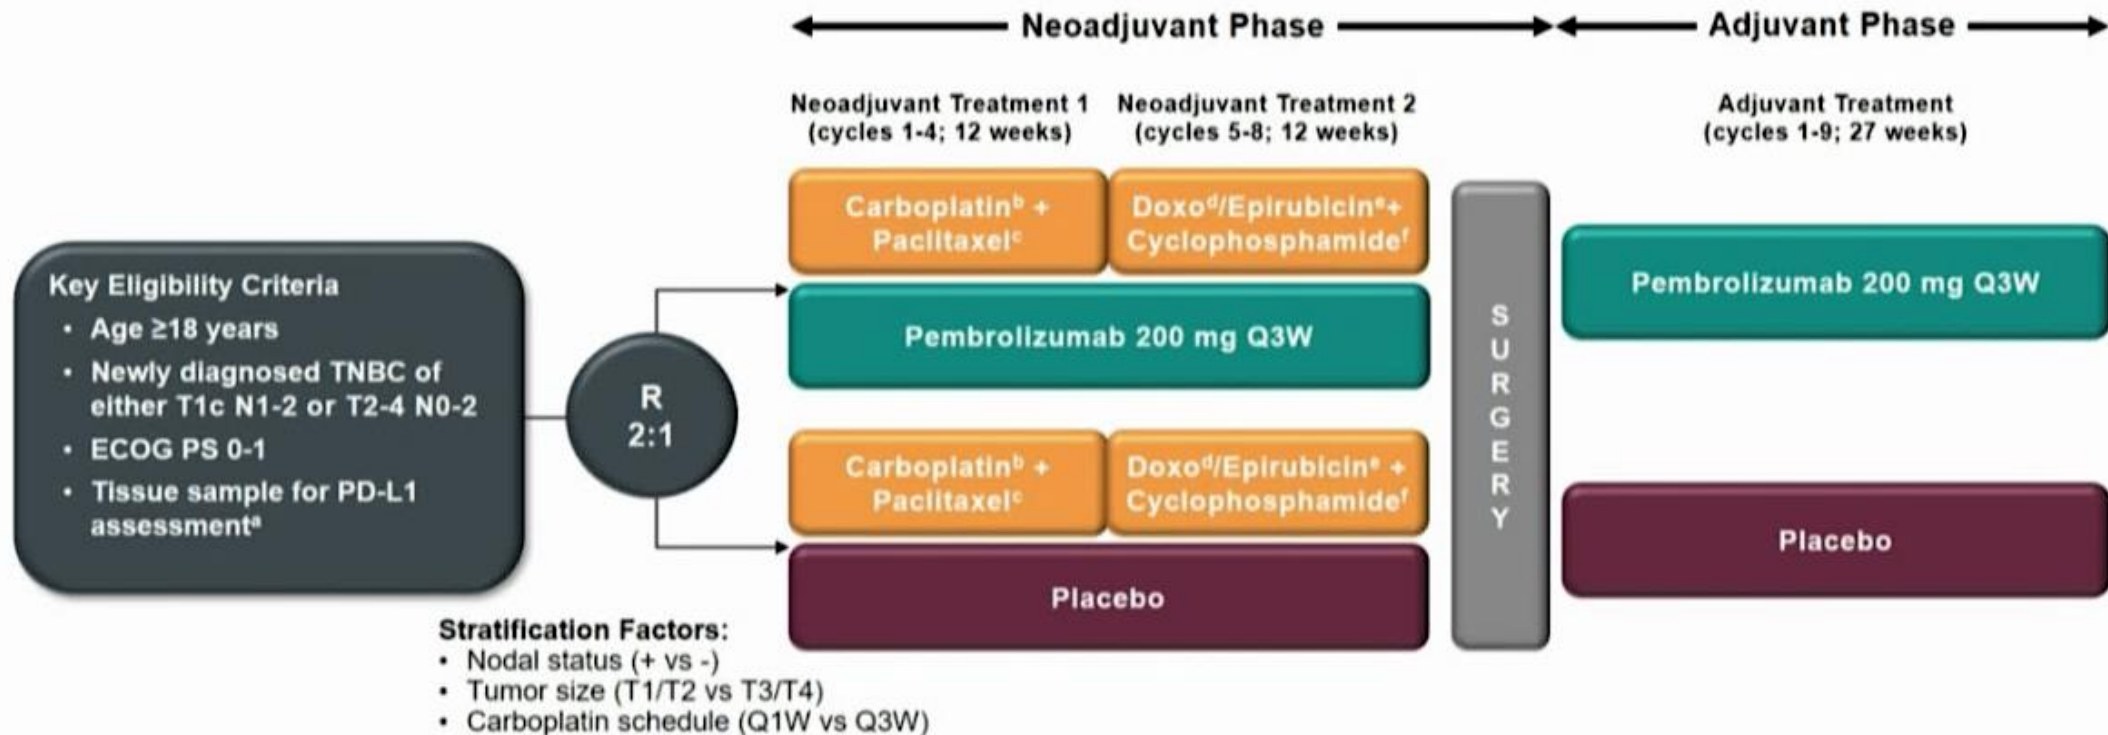 Neoadjuvant Phase
Adjuvant Phase
Neoadjuvant Treatment 1
(cycles 1-4; 12 weeks)
Neoadjuvant Treatment 2
(cycles 5-8; 12 weeks)
Adjuvant Treatment
(cycles 1-9; 27 weeks)
Key Eligibility Criteria
• Age ≥18 years
• Newly diagnosed TNBC of
either T1c N1-2 or T2-4 N0-2
• ECOG PS 0-1
• Tissue sample for PD-L1
assessmentᵃ
R
2:1
Carboplatinᵇ +
Paclitaxelᶜ
Doxoᵈ/Epirubicinᵉ+
Cyclophosphamideᶠ
Pembrolizumab 200 mg Q3W
Carboplatinᵇ +
Paclitaxelᶜ
Doxoᵈ/Epirubicinᵉ +
Cyclophosphamideᶠ
Placebo
SURGERY
Pembrolizumab 200 mg Q3W
Placebo
Stratification Factors:
• Nodal status (+ vs -)
• Tumor size (T1/T2 vs T3/T4)
• Carboplatin schedule (Q1W vs Q3W)